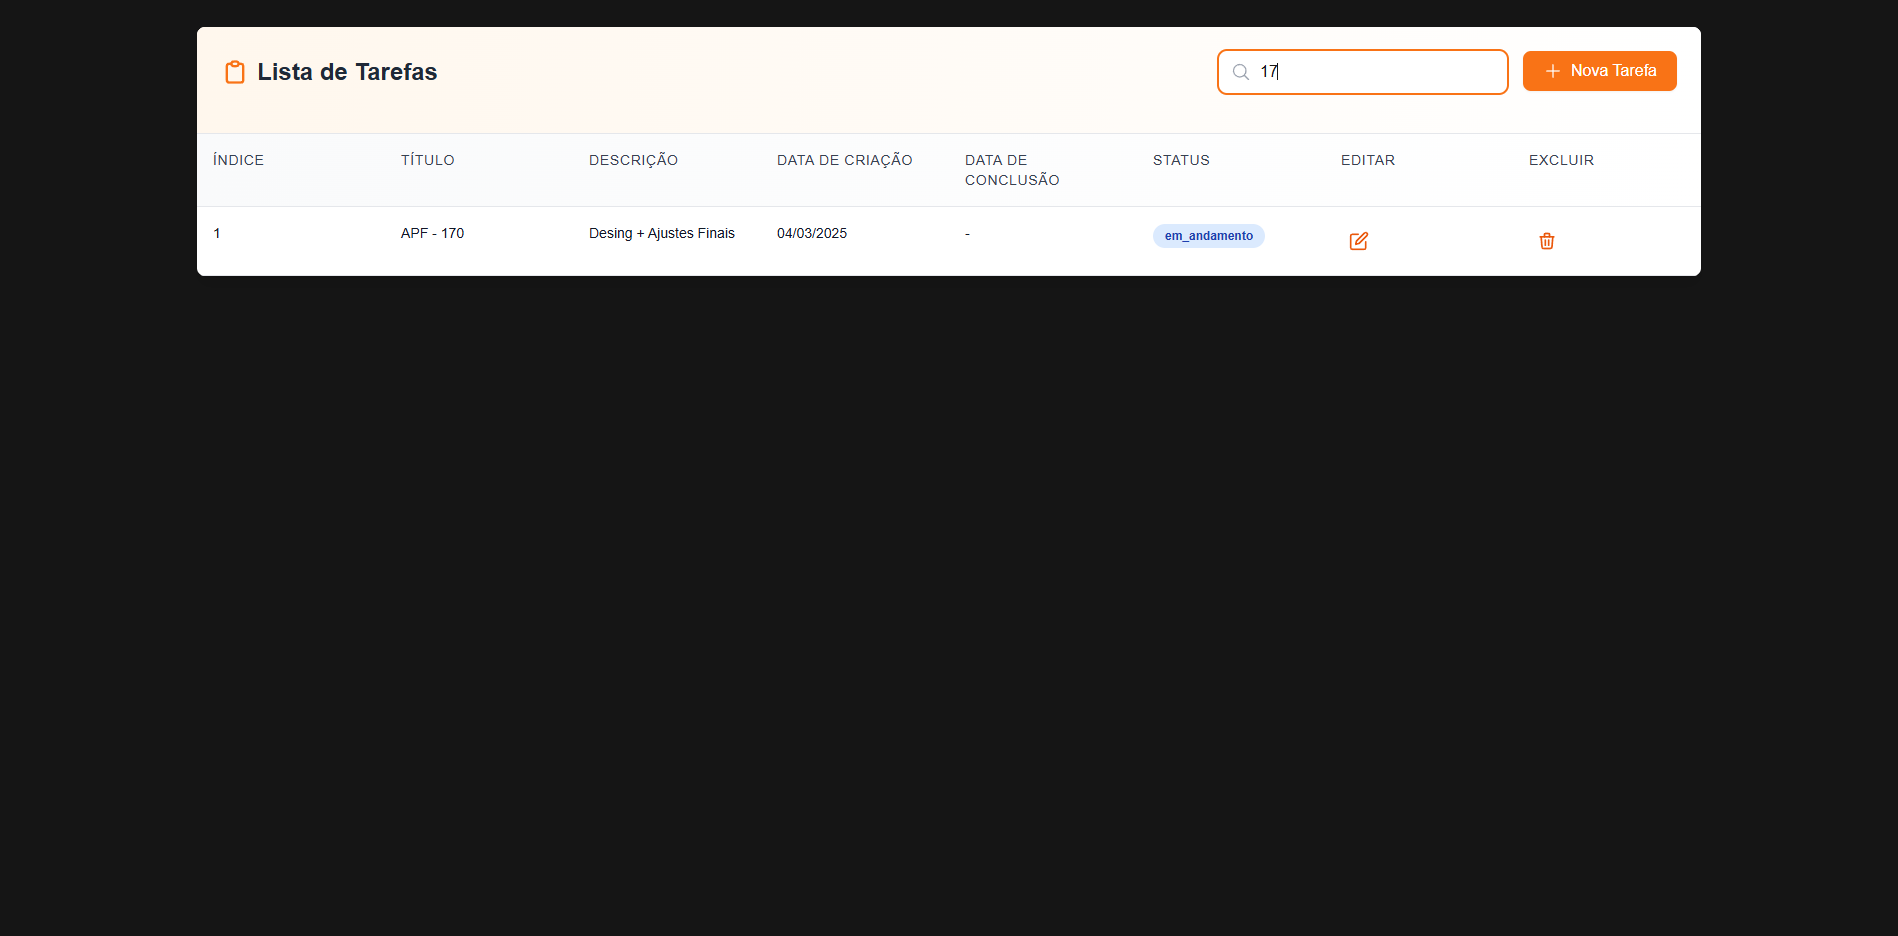 Lista de Tarefas
17
Nova Tarefa
ÍNDICE
TÍTULO
DESCRIÇÃO
DATA DE CRIAÇÃO
DATA DE
CONCLUSÃO
STATUS
EDITAR
EXCLUIR
1
APF - 170
Desing + Ajustes Finais
04/03/2025
-
em_andamento